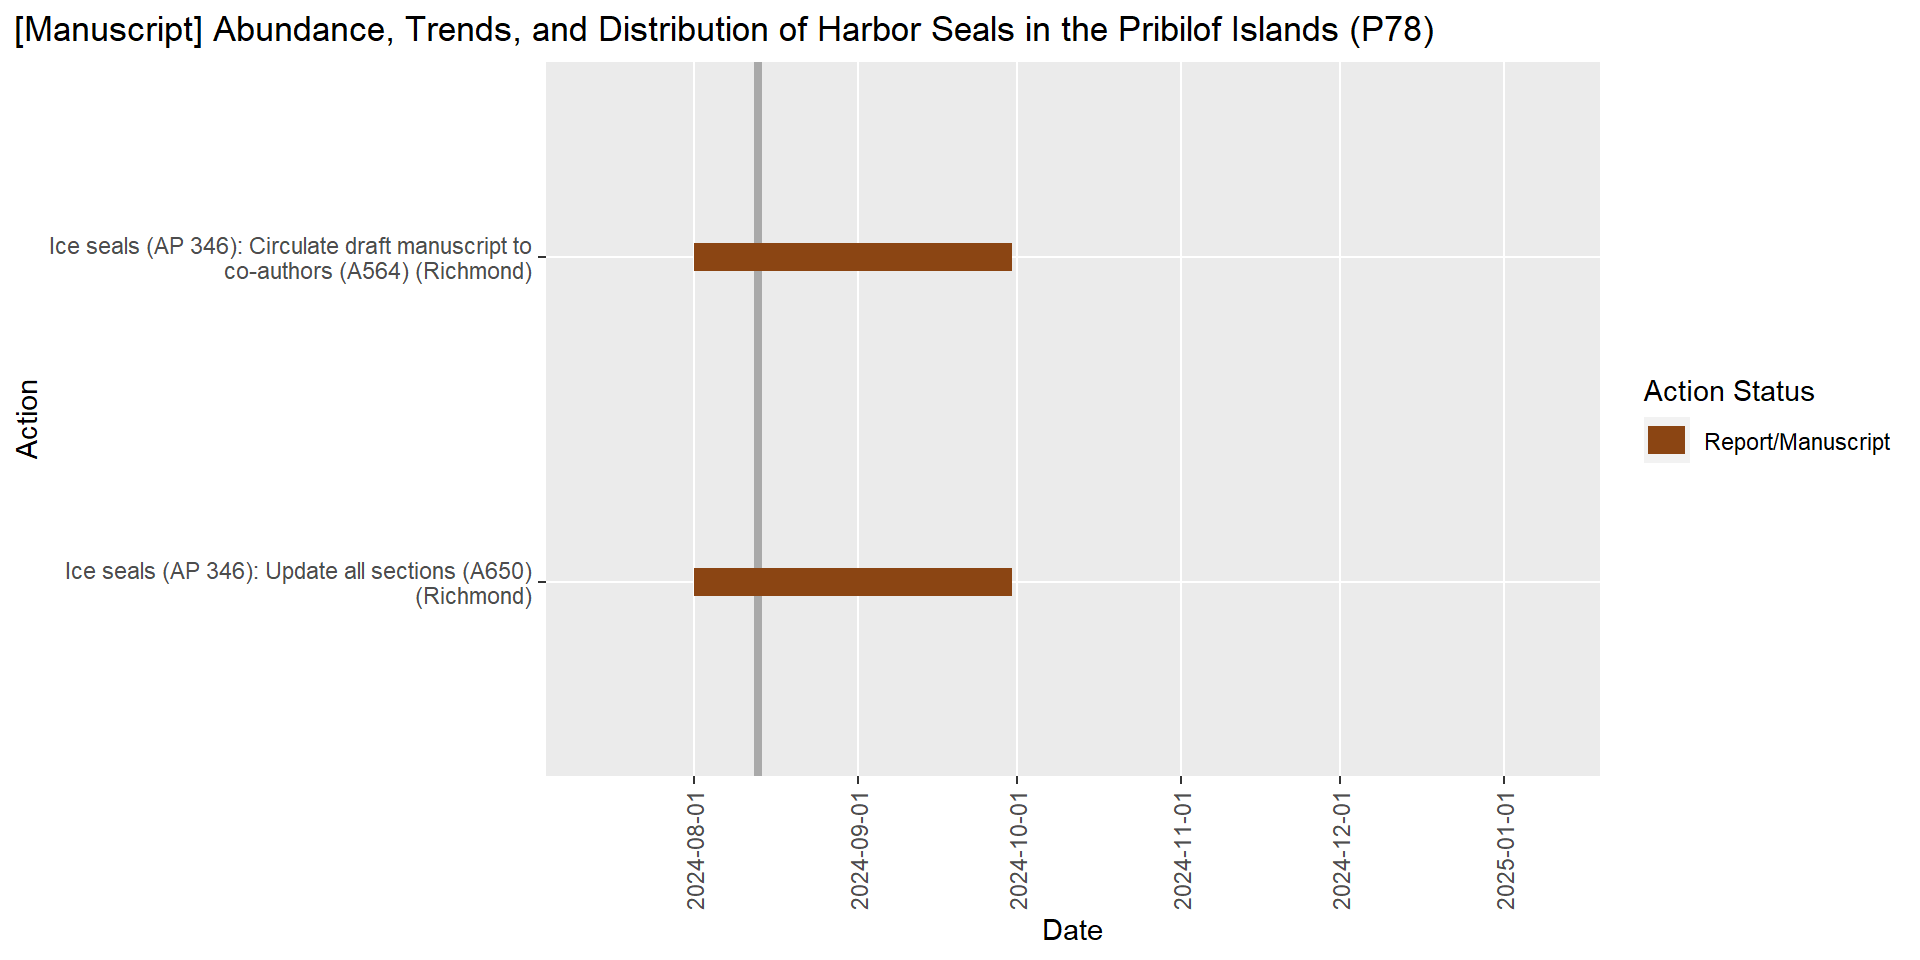 [Manuscript] Abundance, Trends, and Distribution of Harbor Seals in the Pribilof Islands (P78)
Ice seals (AP 346): Circulate draft manuscript to
co-authors (A564) (Richmond)
Action
Ice seals (AP 346): Update all sections (A650)
(Richmond)
Action Status
Report/Manuscript
2024-08-01
2024-09-01
2024-10-01
2024-11-01
2024-12-01
2025-01-01
Date